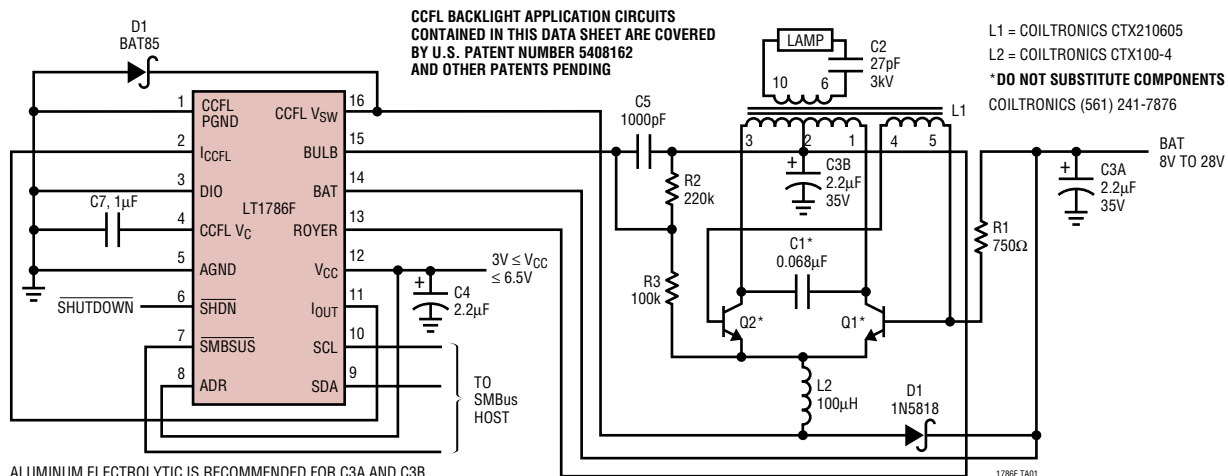 D1
BAT85
CCFL BACKLIGHT APPLICATION CIRCUITS
CONTAINED IN THIS DATA SHEET ARE COVERED
BY U.S. PATENT NUMBER 5408162
AND OTHER PATENTS PENDING
LAMP
C2
27pF
3kV
10
6
L1 = COILTRONICS CTX210605
L2 = COILTRONICS CTX100-4
*DO NOT SUBSTITUTE COMPONENTS
COILTRONICS (561) 241-7876
L1
3
2
1
4
5
1
CCFL
PGND
CCFL VSW
16
2
ICCFL
BULB
15
3
DIO
BAT
14
LT1786F
4
CCFL VC
ROYER
13
5
AGND
VCC
12
6
SHDN
IOUT
11
7
SMBSUS
SCL
10
8
ADR
SDA
9
C7, 1µF
SHUTDOWN
3V ≤ VCC
≤ 6.5V
+
C4
2.2µF
TO
SMBus
HOST
C5
1000pF
R2
220k
R3
100k
+
C3B
2.2µF
35V
C1*
0.068µF
Q2*
Q1*
L2
100µH
D1
1N5818
R1
750Ω
BAT
8V TO 28V
+
C3A
2.2µF
35V
ALUMINUM ELECTROLYTIC IS RECOMMENDED FOR C3A AND C3B
1786F TA01